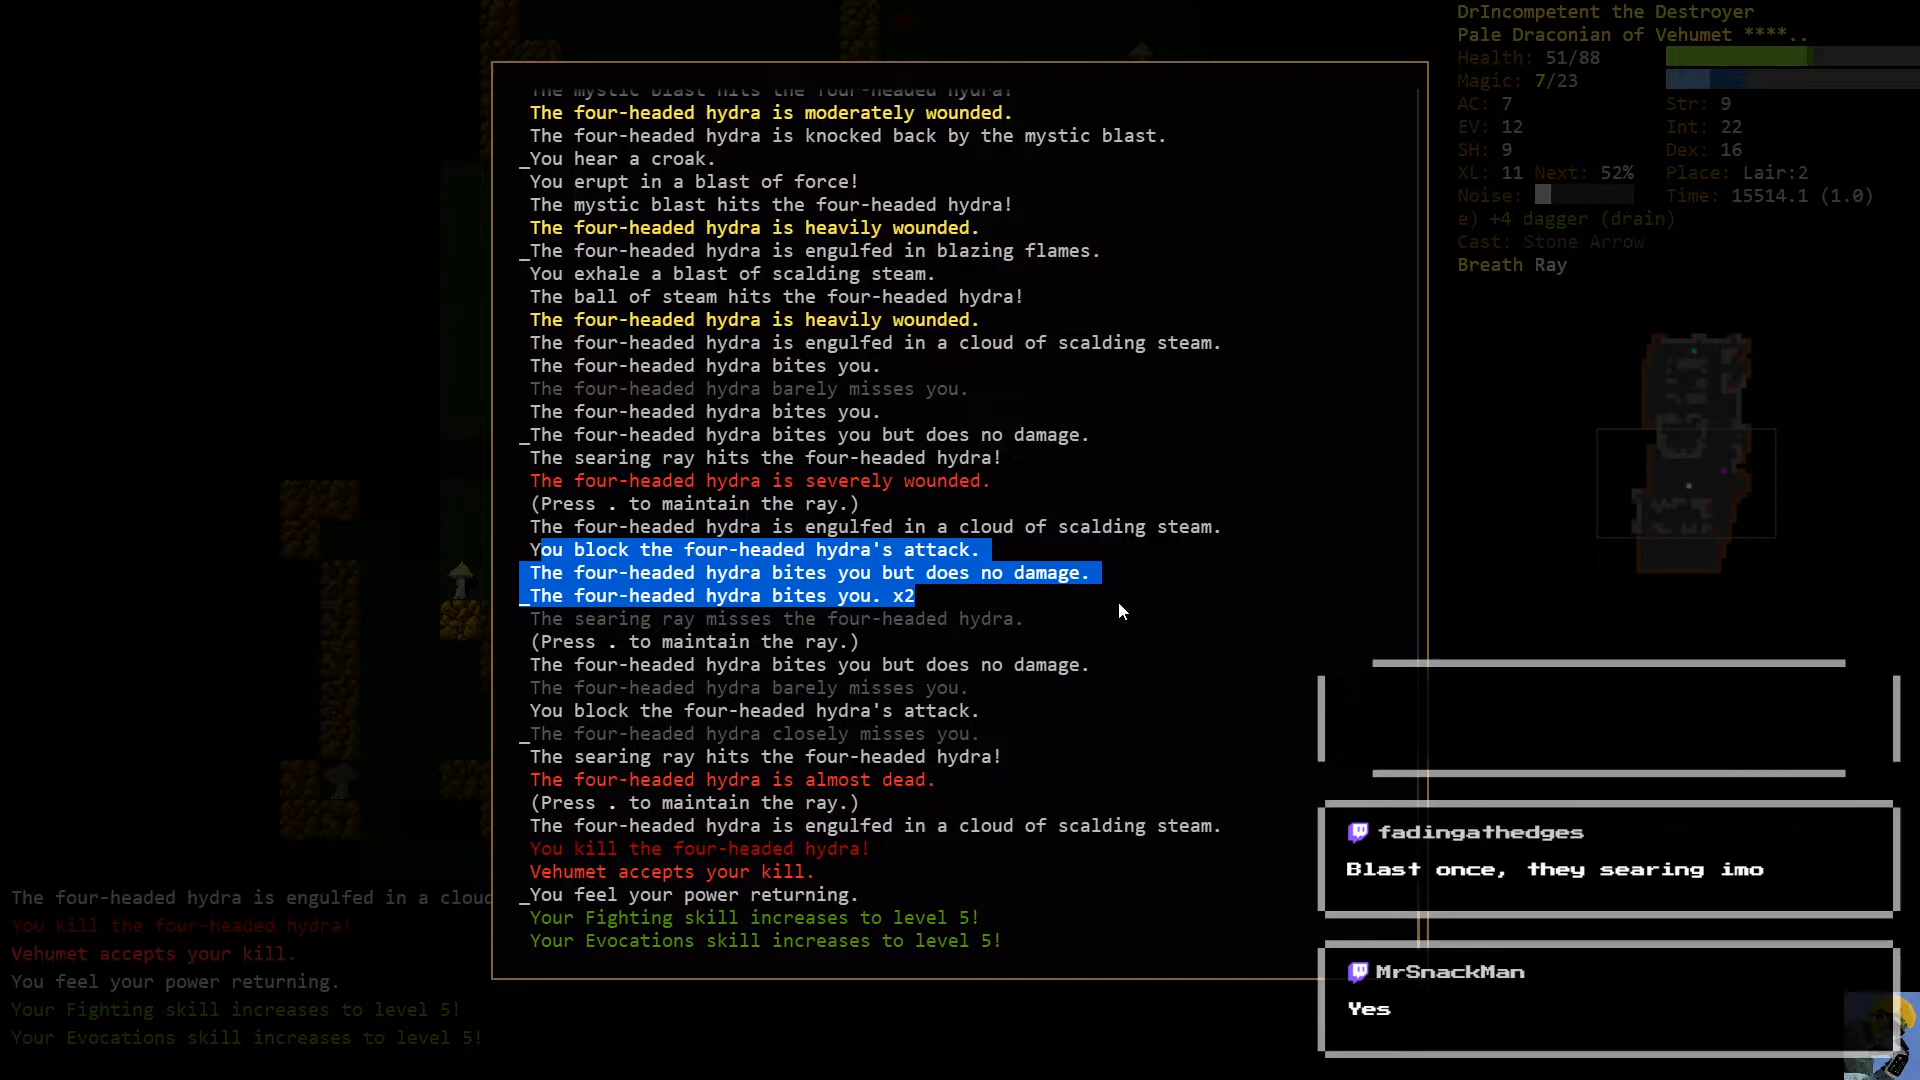 The mystic blast hits the four-headed hydra!
The four-headed hydra is moderately wounded.
The four-headed hydra is knocked back by the mystic blast.
_You hear a croak.
You erupt in a blast of force!
The mystic blast hits the four-headed hydra!
The four-headed hydra is heavily wounded.
_The four-headed hydra is engulfed in blazing flames.
You exhale a blast of scalding steam.
The ball of steam hits the four-headed hydra!
The four-headed hydra is heavily wounded.
The four-headed hydra is engulfed in a cloud of scalding steam.
The four-headed hydra bites you.
The four-headed hydra barely misses you.
The four-headed hydra bites you.
_The four-headed hydra bites you but does no damage.
The searing ray hits the four-headed hydra!
The four-headed hydra is severely wounded.
(Press . to maintain the ray.)
The four-headed hydra is engulfed in a cloud of scalding steam.
You block the four-headed hydra's attack.
The four-headed hydra bites you but does no damage.
_The four-headed hydra bites you. x2
The searing ray misses the four-headed hydra.
(Press . to maintain the ray.)
The four-headed hydra bites you but does no damage.
The four-headed hydra barely misses you.
You block the four-headed hydra's attack.
_The four-headed hydra closely misses you.
The searing ray hits the four-headed hydra!
The four-headed hydra is almost dead.
(Press . to maintain the ray.)
The four-headed hydra is engulfed in a cloud of scalding steam.
You kill the four-headed hydra!
Vehumet accepts your kill.
_You feel your power returning.
Your Fighting skill increases to level 5!
Your Evocations skill increases to level 5!
DrIncompetent the Destroyer
Pale Draconian of Vehumet ****..
Health: 51/88
Magic: 7/23
AC: 7 Str: 9
EV: 12 Int: 22
SH: 9 Dex: 16
XL: 11 Next: 52% Place: Lair:2
Noise: Time: 15514.1 (1.0)
e) +4 dagger (drain)
Cast: Stone Arrow
Breath Ray
The four-headed hydra is engulfed in a cloud
You kill the four-headed hydra!
Vehumet accepts your kill.
You feel your power returning.
Your Fighting skill increases to level 5!
Your Evocations skill increases to level 5!
fadingathedges
Blast once, they searing imo
MrSnackMan
Yes